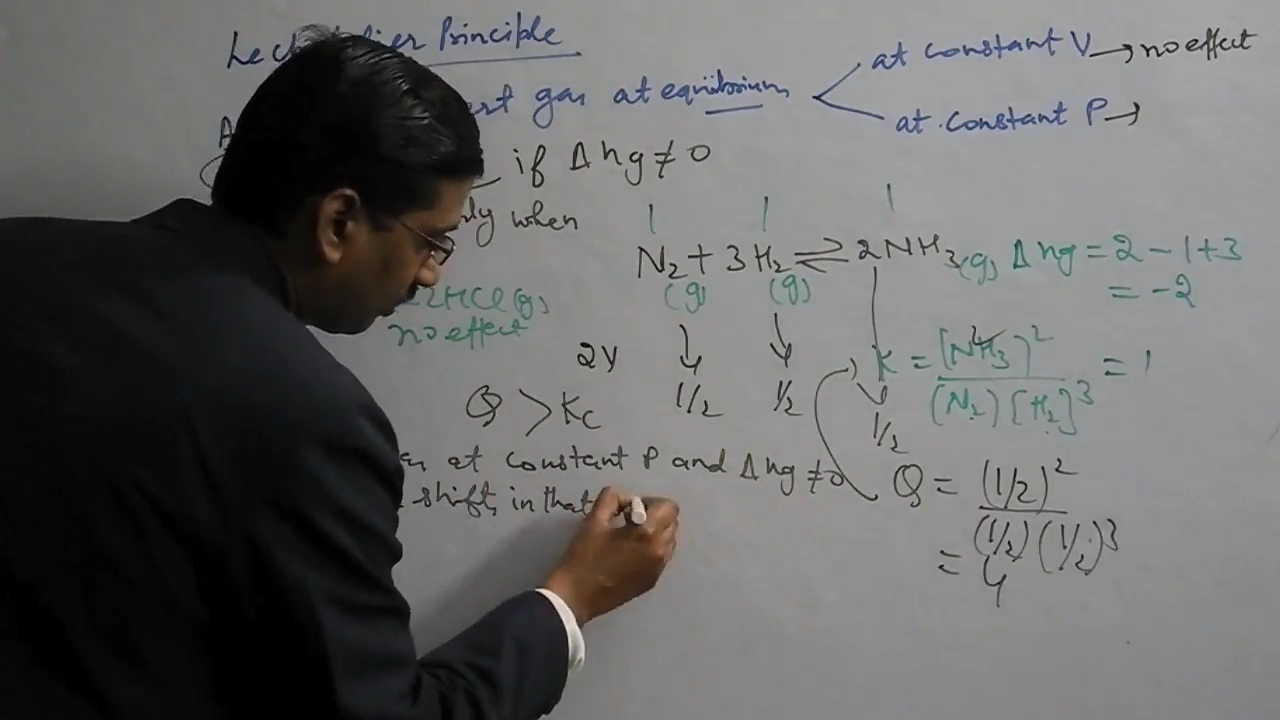 Principle
gas at equilibrium
at constant V → no effect
at constant P →
if Δng ≠ 0
when
1 1 1
N2 + 3H2 ⇌ 2NH3(g) Δng = 2 - 1+3
(g) (g) = -2
2HCl(g)
no effect
2V
1/2 1/2 1/2
K = [NH3]^2 / (N2) [H2]^3 = 1
Q > Kc
at constant P and Δng ≠ 0
shift in that
Q = (1/2)^2 / (1/2) (1/2)^3
= 4